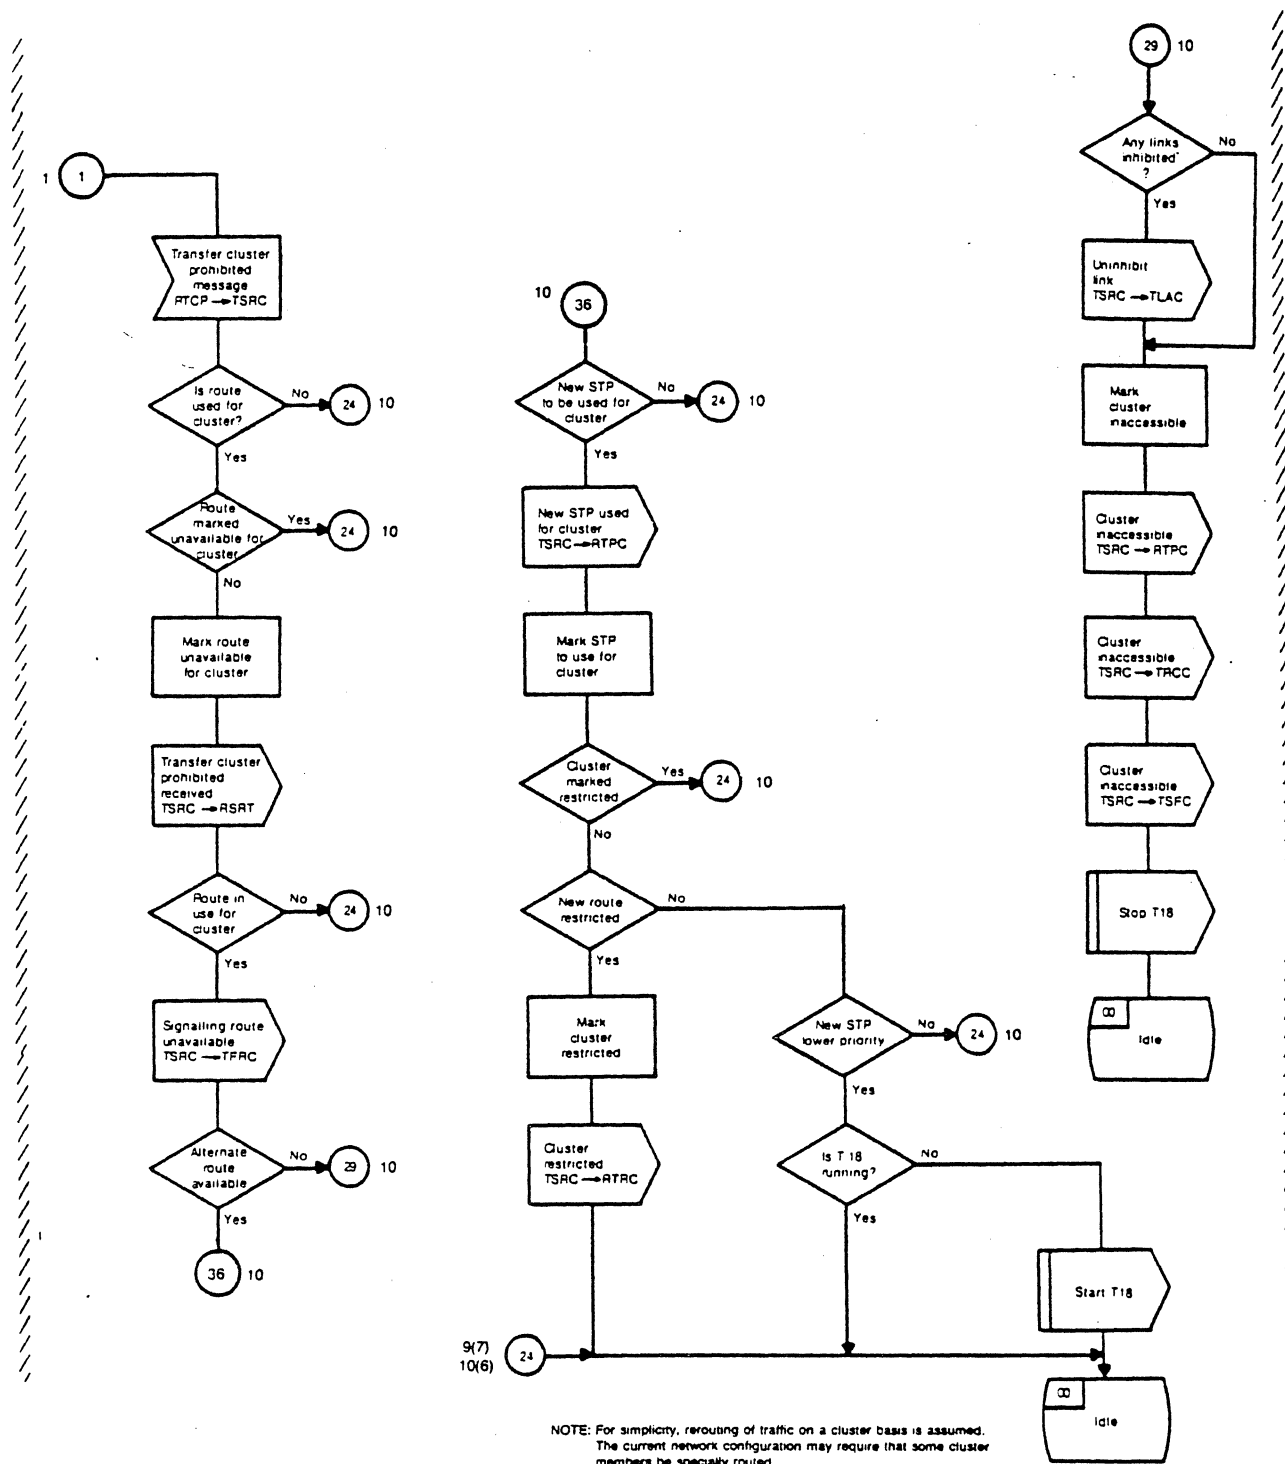 1
1
Transfer cluster
prohibited
message
RTCP → TSRC
Is route
used for
cluster?
No
24
10
Yes
Route
marked
unavailable for
cluster
Yes
24
10
No
Mark route
unavailable
for cluster
Transfer cluster
prohibited
received
TSRC → RSRT
Route in
use for
cluster
No
24
10
Yes
Signalling route
unavailable
TSRC → TFRC
Alternate
route
available
No
29
10
Yes
36
10
10
36
New STP
to be used for
cluster
No
24
10
Yes
New STP used
for cluster
TSRC → RTPC
Mark STP
to use for
cluster
Cluster
marked
restricted
Yes
24
10
No
New route
restricted
No
Yes
Mark
cluster
restricted
Cluster
restricted
TSRC → RTRC
New STP
lower priority
No
24
10
Yes
Is T 18
running?
No
Yes
Start T18
9(7)
10(6)
24
00
Idle
29
10
Any links
inhibited
?
No
Yes
Uninhibit
link
TSRC → TLAC
Mark
cluster
inaccessible
Cluster
inaccessible
TSRC → RTPC
Cluster
inaccessible
TSRC → TRCC
Cluster
inaccessible
TSRC → TSFC
Stop T18
00
Idle
NOTE: For simplicity, rerouting of traffic on a cluster basis is assumed.
The current network configuration may require that some cluster
members be specially routed